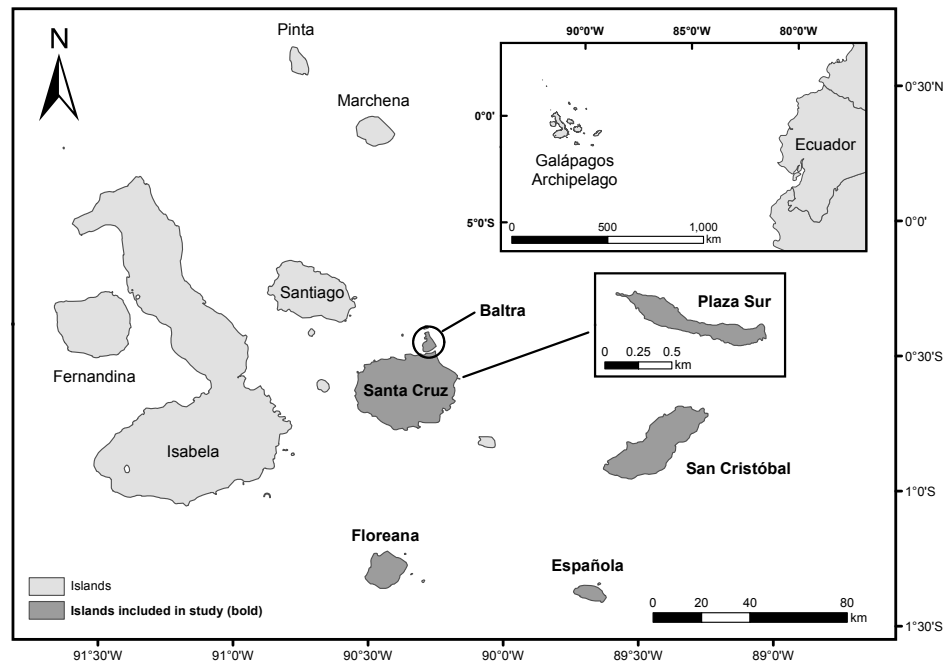 N
Pinta
Marchena
Santiago
Fernandina
Isabela
Baltra
Santa Cruz
Plaza Sur
0 0.25 0.5
km
San Cristóbal
Floreana
Española
90°0'W 85°0'W 80°0'W
0°0'
5°0'S
Galápagos
Archipelago
Ecuador
0 500 1,000
km
Islands
Islands included in study (bold)
0 20 40 80
km
0°30'N
0°0'
0°30'S
1°0'S
1°30'S
91°30'W 91°0'W 90°30'W 90°0'W 89°30'W 89°0'W